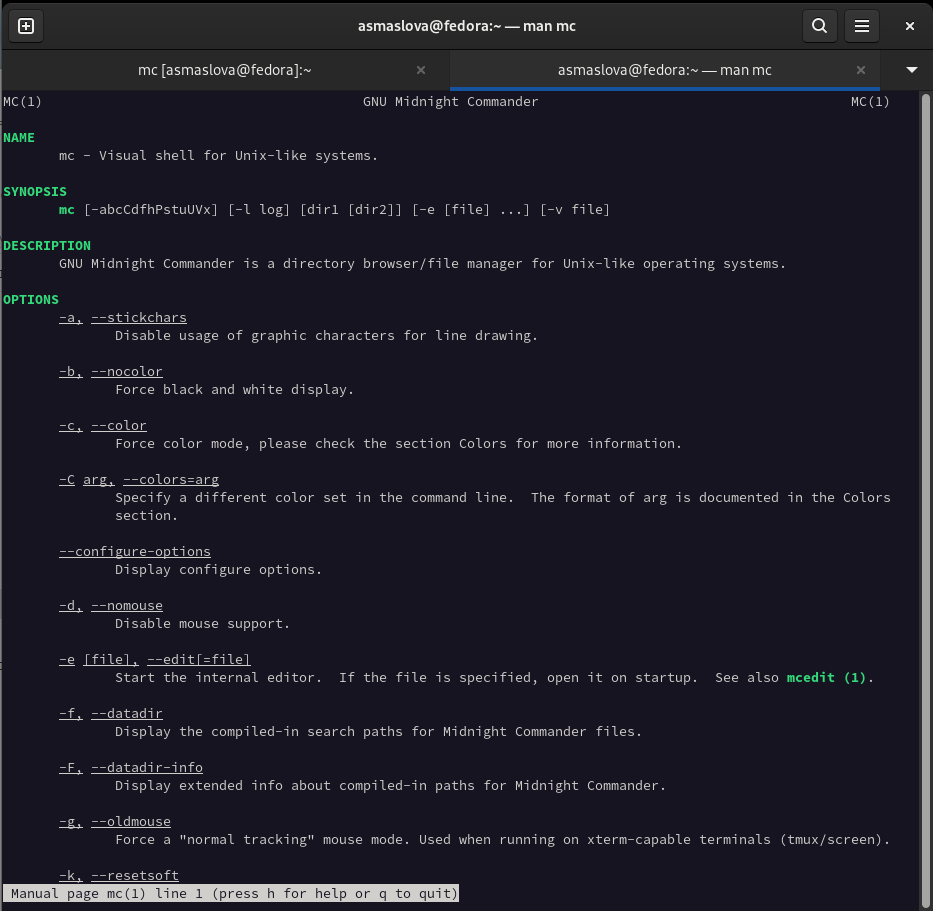 asmaslova@fedora:~ — man mc
mc [asmaslova@fedora]:~
asmaslova@fedora:~ — man mc
MC(1) GNU Midnight Commander MC(1)
NAME
mc - Visual shell for Unix-like systems.
SYNOPSIS
mc [-abcCdfhPstuUVx] [-l log] [dir1 [dir2]] [-e [file] ...] [-v file]
DESCRIPTION
GNU Midnight Commander is a directory browser/file manager for Unix-like operating systems.
OPTIONS
-a, --stickchars
Disable usage of graphic characters for line drawing.
-b, --nocolor
Force black and white display.
-c, --color
Force color mode, please check the section Colors for more information.
-C arg, --colors=arg
Specify a different color set in the command line.  The format of arg is documented in the Colors
section.
--configure-options
Display configure options.
-d, --nomouse
Disable mouse support.
-e [file], --edit[=file]
Start the internal editor.  If the file is specified, open it on startup.  See also mcedit (1).
-f, --datadir
Display the compiled-in search paths for Midnight Commander files.
-F, --datadir-info
Display extended info about compiled-in paths for Midnight Commander.
-g, --oldmouse
Force a "normal tracking" mouse mode. Used when running on xterm-capable terminals (tmux/screen).
-k, --resetsoft
Manual page mc(1) line 1 (press h for help or q to quit)